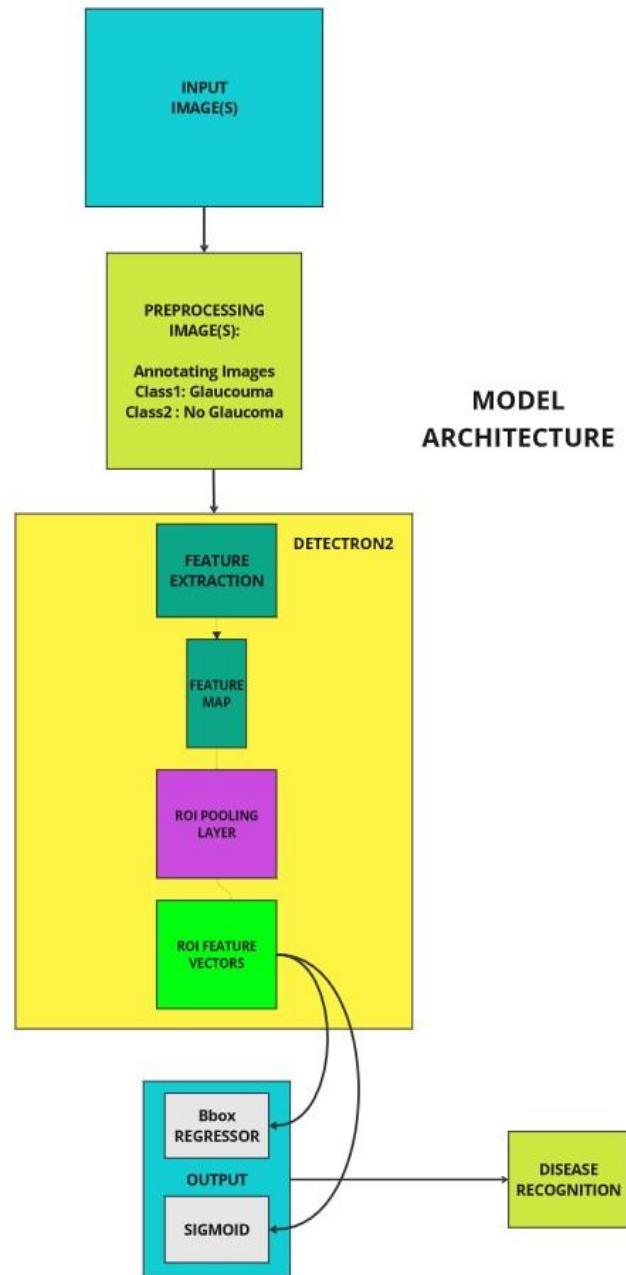 INPUT
IMAGE(S)
PREPROCESSING
IMAGE(S):
Annotating Images
Class1: Glaucouma
Class2 : No Glaucoma
MODEL
ARCHITECTURE
DETECTRON2
FEATURE
EXTRACTION
FEATURE
MAP
ROI POOLING
LAYER
ROI FEATURE
VECTORS
Bbox
REGRESSOR
OUTPUT
SIGMOID
DISEASE
RECOGNITION